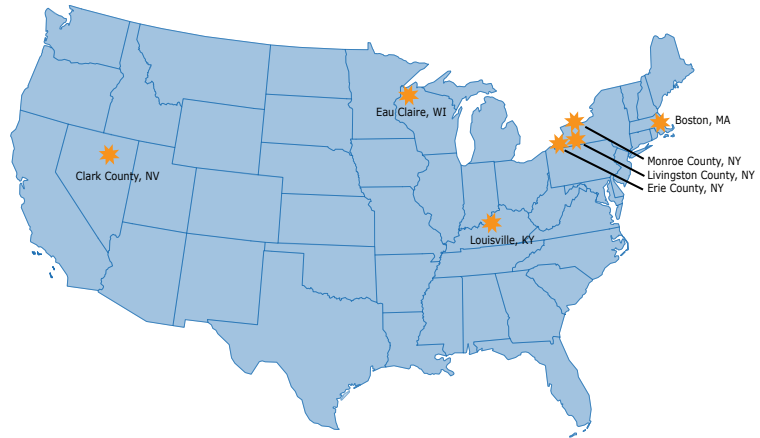 Eau Claire, WI
Boston, MA
Monroe County, NY
Livingston County, NY
Erie County, NY
Clark County, NV
Louisville, KY